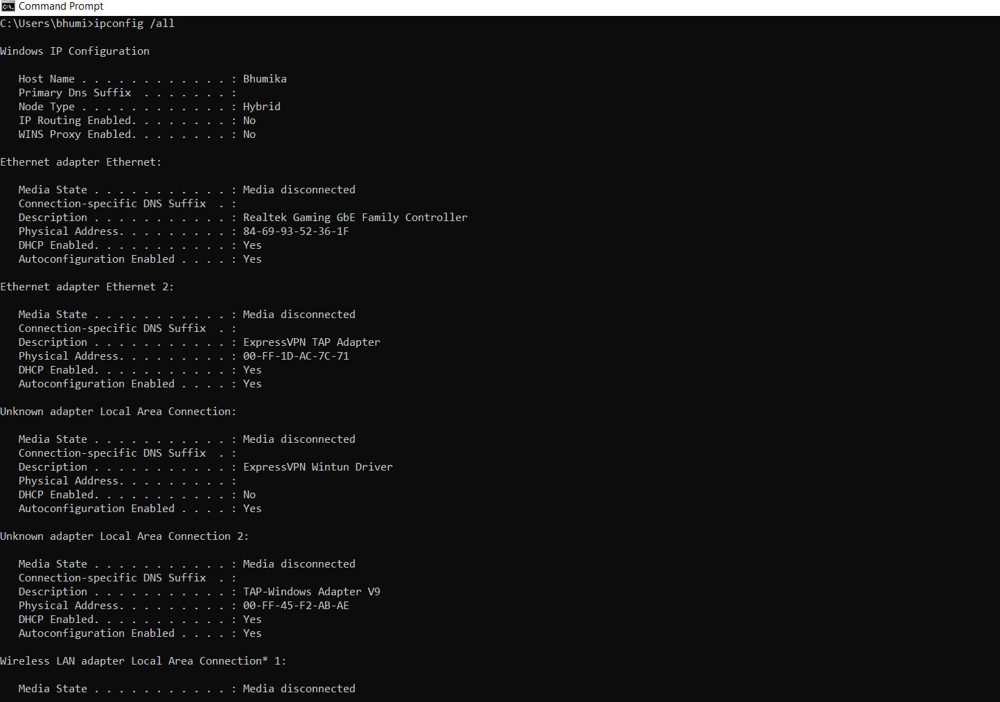 Command Prompt
C:\Users\bhumi>ipconfig /all
Windows IP Configuration
   Host Name . . . . . . . . . . . . : Bhumika
   Primary Dns Suffix  . . . . . . . :
   Node Type . . . . . . . . . . . . : Hybrid
   IP Routing Enabled. . . . . . . . : No
   WINS Proxy Enabled. . . . . . . . : No
Ethernet adapter Ethernet:
   Media State . . . . . . . . . . . : Media disconnected
   Connection-specific DNS Suffix  . :
   Description . . . . . . . . . . . : Realtek Gaming GbE Family Controller
   Physical Address. . . . . . . . . : 84-69-93-52-36-1F
   DHCP Enabled. . . . . . . . . . . : Yes
   Autoconfiguration Enabled . . . . : Yes
Ethernet adapter Ethernet 2:
   Media State . . . . . . . . . . . : Media disconnected
   Connection-specific DNS Suffix  . :
   Description . . . . . . . . . . . : ExpressVPN TAP Adapter
   Physical Address. . . . . . . . . : 00-FF-1D-AC-7C-71
   DHCP Enabled. . . . . . . . . . . : Yes
   Autoconfiguration Enabled . . . . : Yes
Unknown adapter Local Area Connection:
   Media State . . . . . . . . . . . : Media disconnected
   Connection-specific DNS Suffix  . :
   Description . . . . . . . . . . . : ExpressVPN Wintun Driver
   Physical Address. . . . . . . . . :
   DHCP Enabled. . . . . . . . . . . : No
   Autoconfiguration Enabled . . . . : Yes
Unknown adapter Local Area Connection 2:
   Media State . . . . . . . . . . . : Media disconnected
   Connection-specific DNS Suffix  . :
   Description . . . . . . . . . . . : TAP-Windows Adapter V9
   Physical Address. . . . . . . . . : 00-FF-45-F2-AB-AE
   DHCP Enabled. . . . . . . . . . . : Yes
   Autoconfiguration Enabled . . . . : Yes
Wireless LAN adapter Local Area Connection* 1:
   Media State . . . . . . . . . . . : Media disconnected